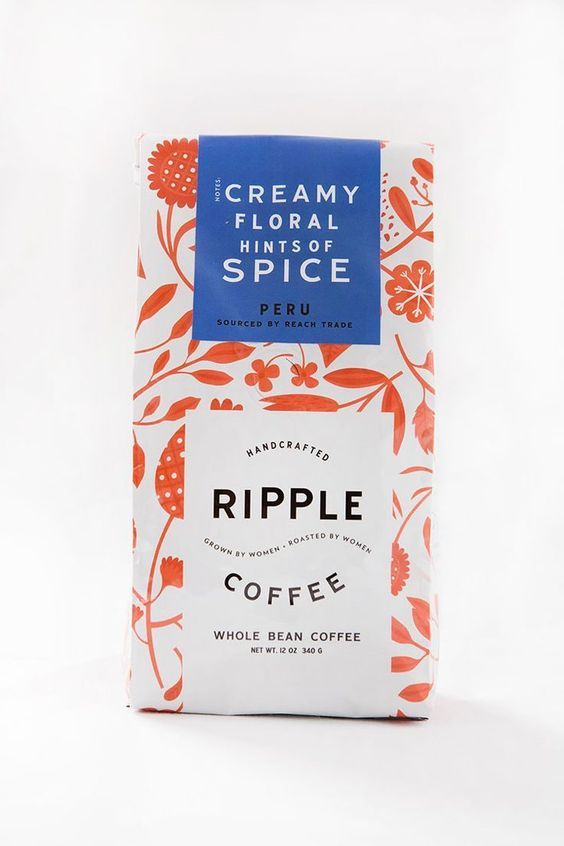 NOTES:
CREAMY
FLORAL
HINTS OF
SPICE
PERU
SOURCED BY REACH TRADE
HANDCRAFTED
RIPPLE
GROWN BY WOMEN • ROASTED BY WOMEN
COFFEE
WHOLE BEAN COFFEE
NET WT. 12 OZ 340 G